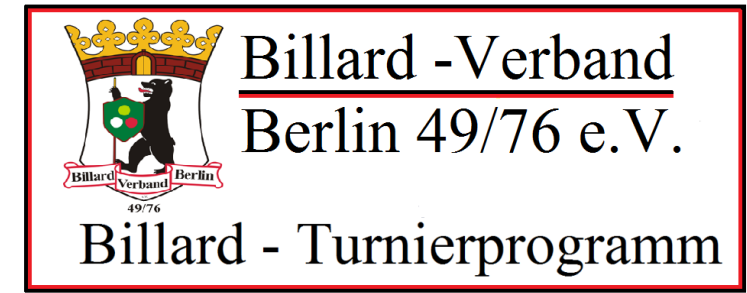 Billard -Verband
Berlin 49/76 e.V.
Billard Verband Berlin
49/76
Billard - Turnierprogramm